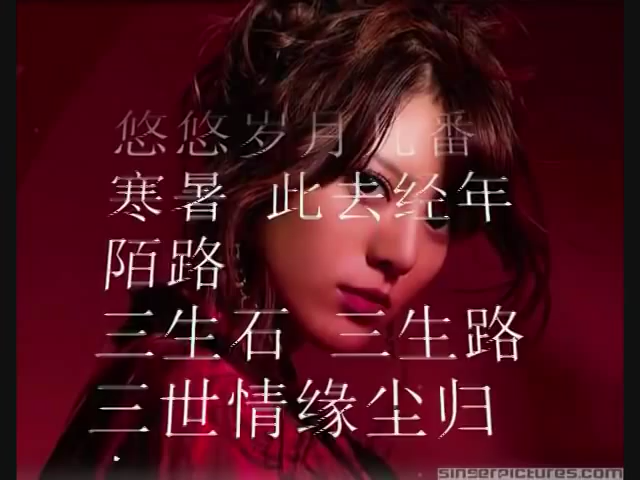 悠悠岁月几番
寒暑 此去经年
陌路
三生石 三生路
三世情缘尘归
singerpictures.com